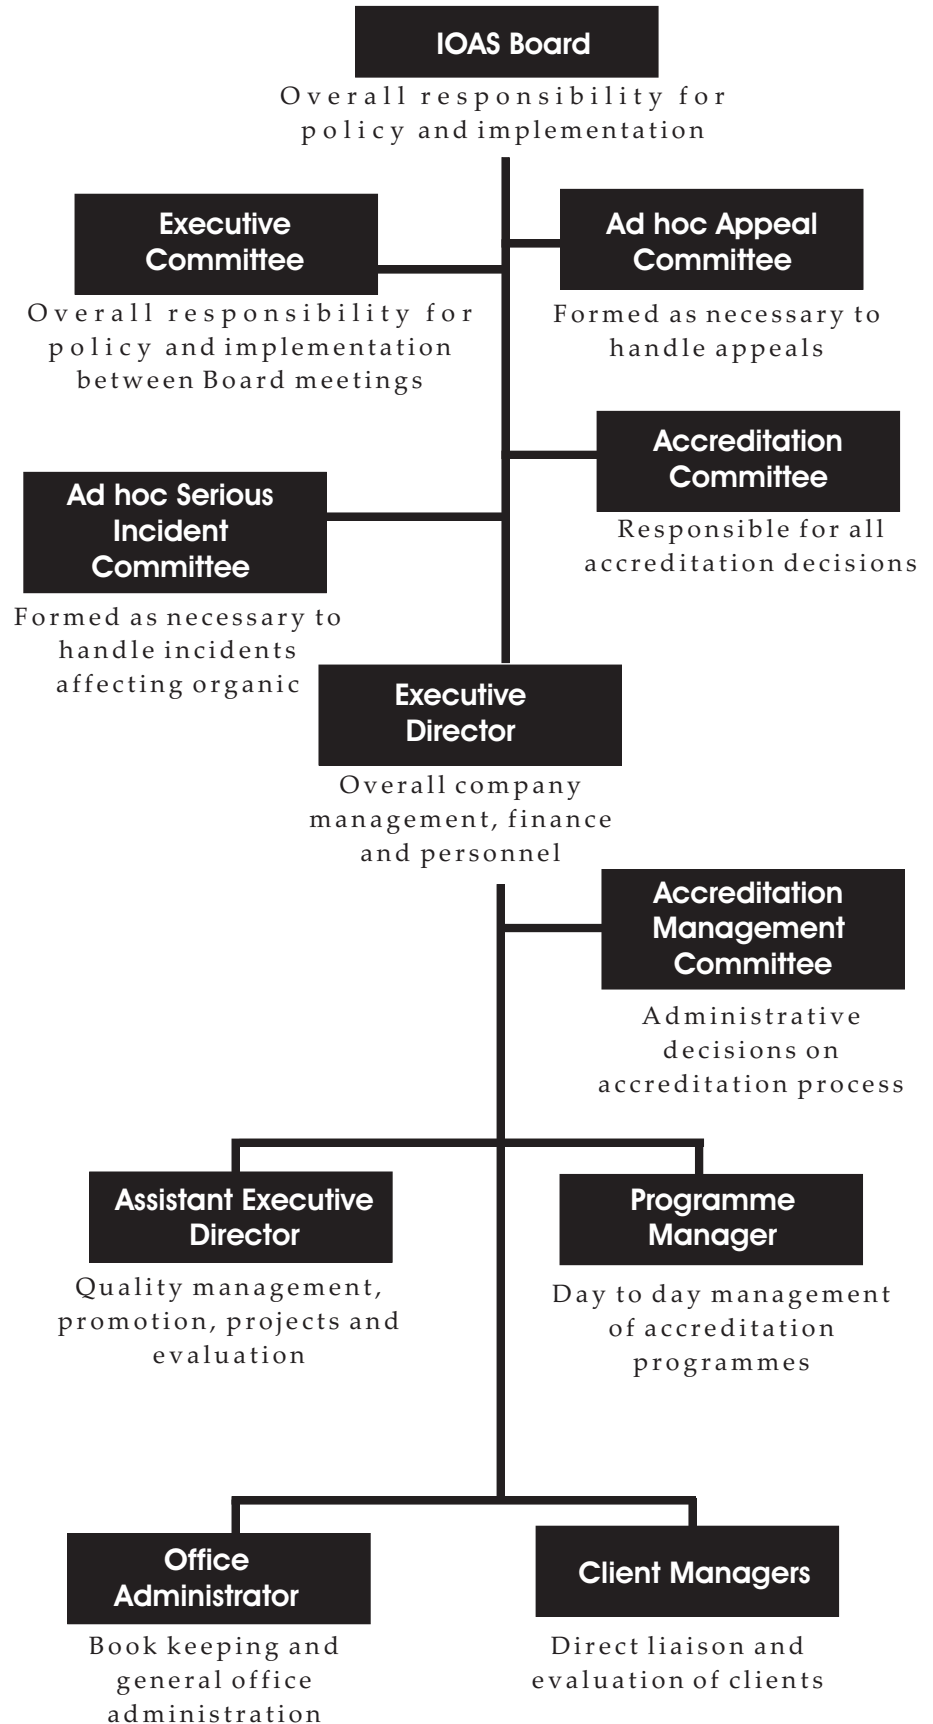 IOAS Board
Overall responsibility for
policy and implementation
Executive
Committee
Overall responsibility for
policy and implementation
between Board meetings
Ad hoc Appeal
Committee
Formed as necessary to
handle appeals
Accreditation
Committee
Responsible for all
accreditation decisions
Ad hoc Serious
Incident
Committee
Formed as necessary to
handle incidents
affecting organic
Executive
Director
Overall company
management, finance
and personnel
Accreditation
Management
Committee
Administrative
decisions on
accreditation process
Assistant Executive
Director
Quality management,
promotion, projects and
evaluation
Programme
Manager
Day to day management
of accreditation
programmes
Office
Administrator
Book keeping and
general office
administration
Client Managers
Direct liaison and
evaluation of clients